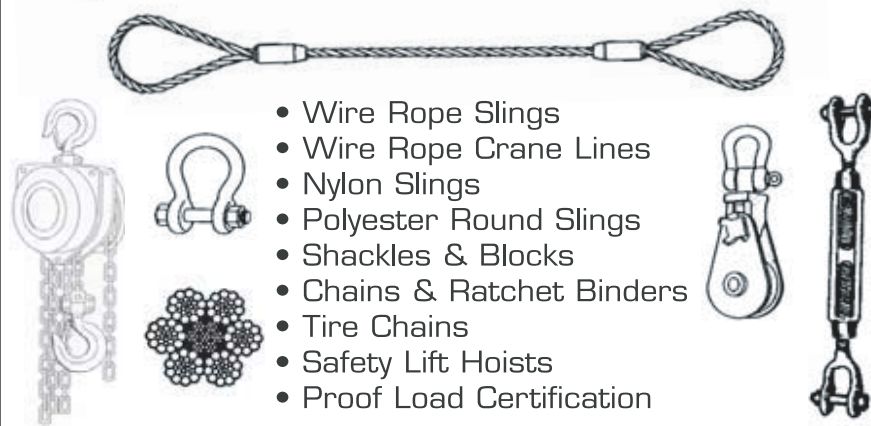 • Wire Rope Slings
• Wire Rope Crane Lines
• Nylon Slings
• Polyester Round Slings
• Shackles & Blocks
• Chains & Ratchet Binders
• Tire Chains
• Safety Lift Hoists
• Proof Load Certification